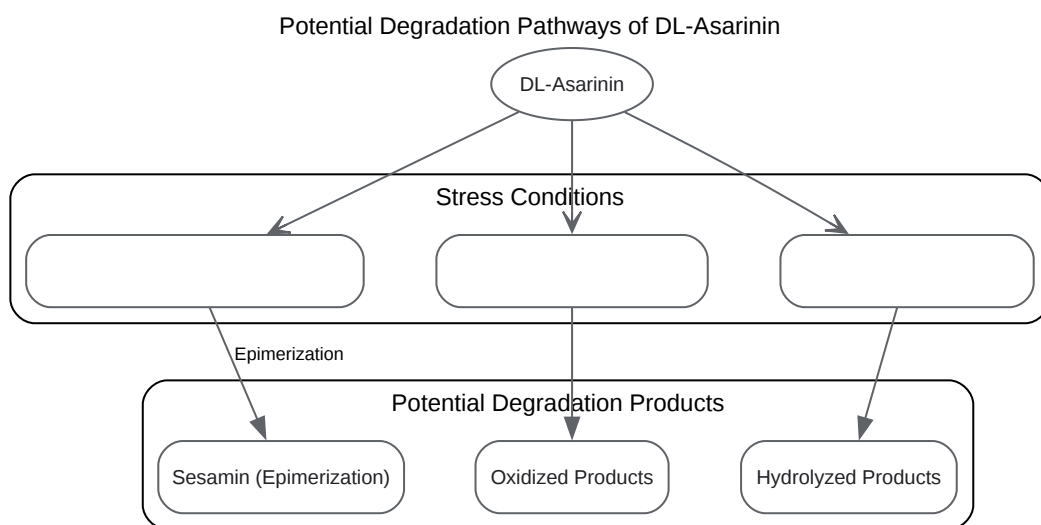 Potential Degradation Pathways of DL-Asarinin
DL-Asarinin
Stress Conditions
Epimerization
Potential Degradation Products
Sesamin (Epimerization)
Oxidized Products
Hydrolyzed Products